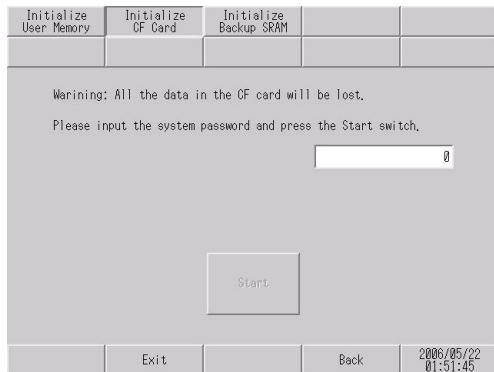 Initialize User Memory
Initialize CF Card
Initialize Backup SRAM
Warining: All the data in the CF card will be lost.
Please input the system password and press the Start switch.
0
Start
Exit
Back
2006/05/22
01:51:45